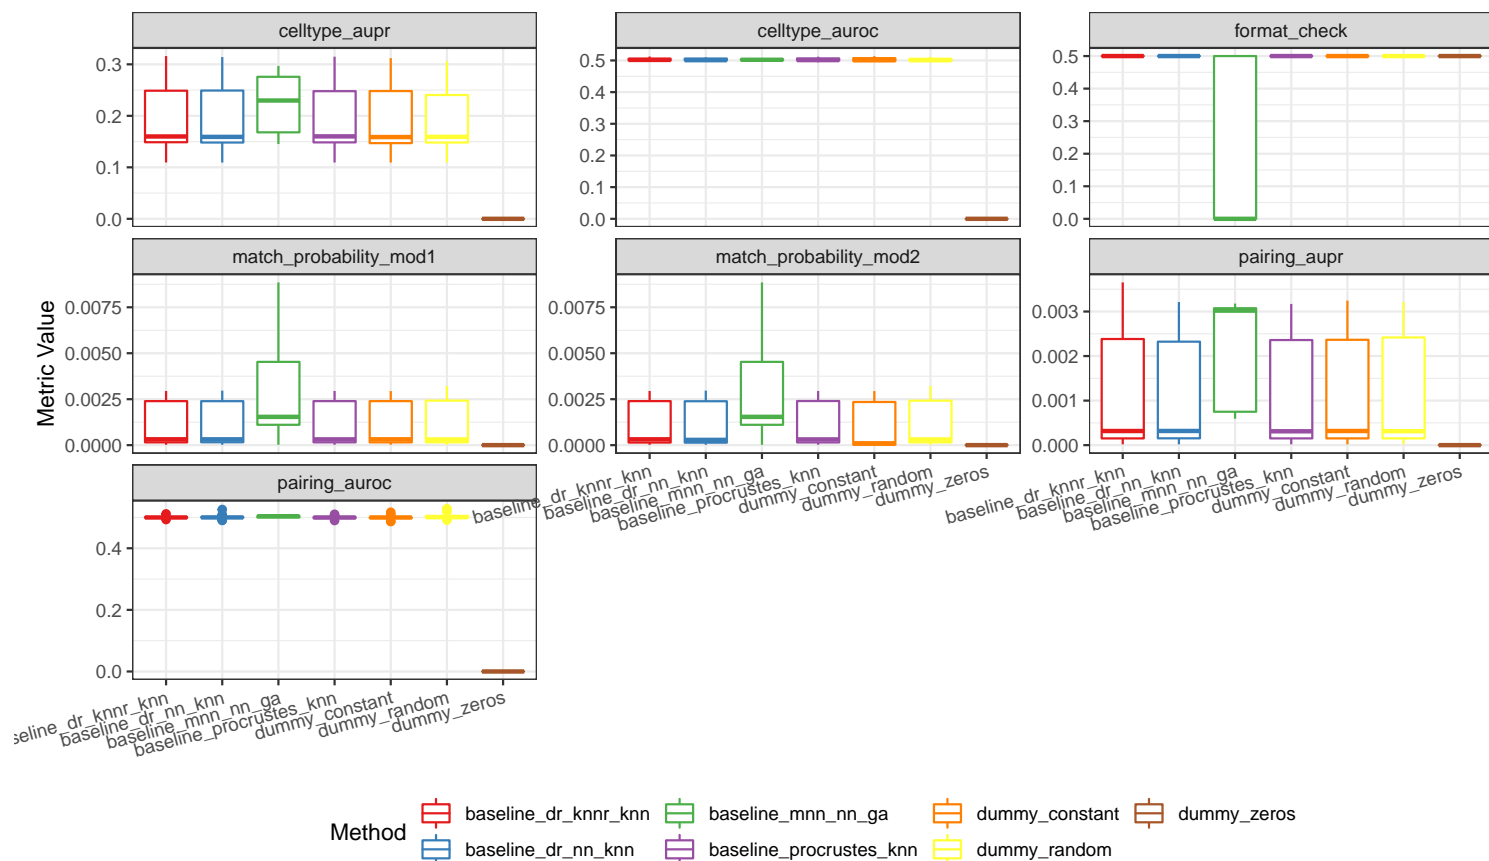 celltype_aupr
celltype_auroc
format_check
0.3
0.2
0.1
0.0
0.5
0.4
0.3
0.2
0.1
0.0
0.5
0.4
0.3
0.2
0.1
0.0
match_probability_mod1
match_probability_mod2
pairing_aupr
Metric Value
0.0075
0.0050
0.0025
0.0000
0.0075
0.0050
0.0025
0.0000
0.003
0.002
0.001
0.000
baseline_dr_knnr_knn
baseline_dr_nn_knn
baseline_mnn_nn_ga
baseline_procrustes_knn
dummy_constant
dummy_random
dummy_zeros
baseline_dr_knnr_knn
baseline_dr_nn_knn
baseline_mnn_nn_ga
baseline_procrustes_knn
dummy_constant
dummy_random
dummy_zeros
pairing_auroc
0.4
0.2
0.0
seline_dr_knnr_knn
baseline_dr_nn_knn
baseline_mnn_nn_ga
baseline_procrustes_knn
dummy_constant
dummy_random
dummy_zeros
Method
baseline_dr_knnr_knn
baseline_mnn_nn_ga
dummy_constant
dummy_zeros
baseline_dr_nn_knn
baseline_procrustes_knn
dummy_random